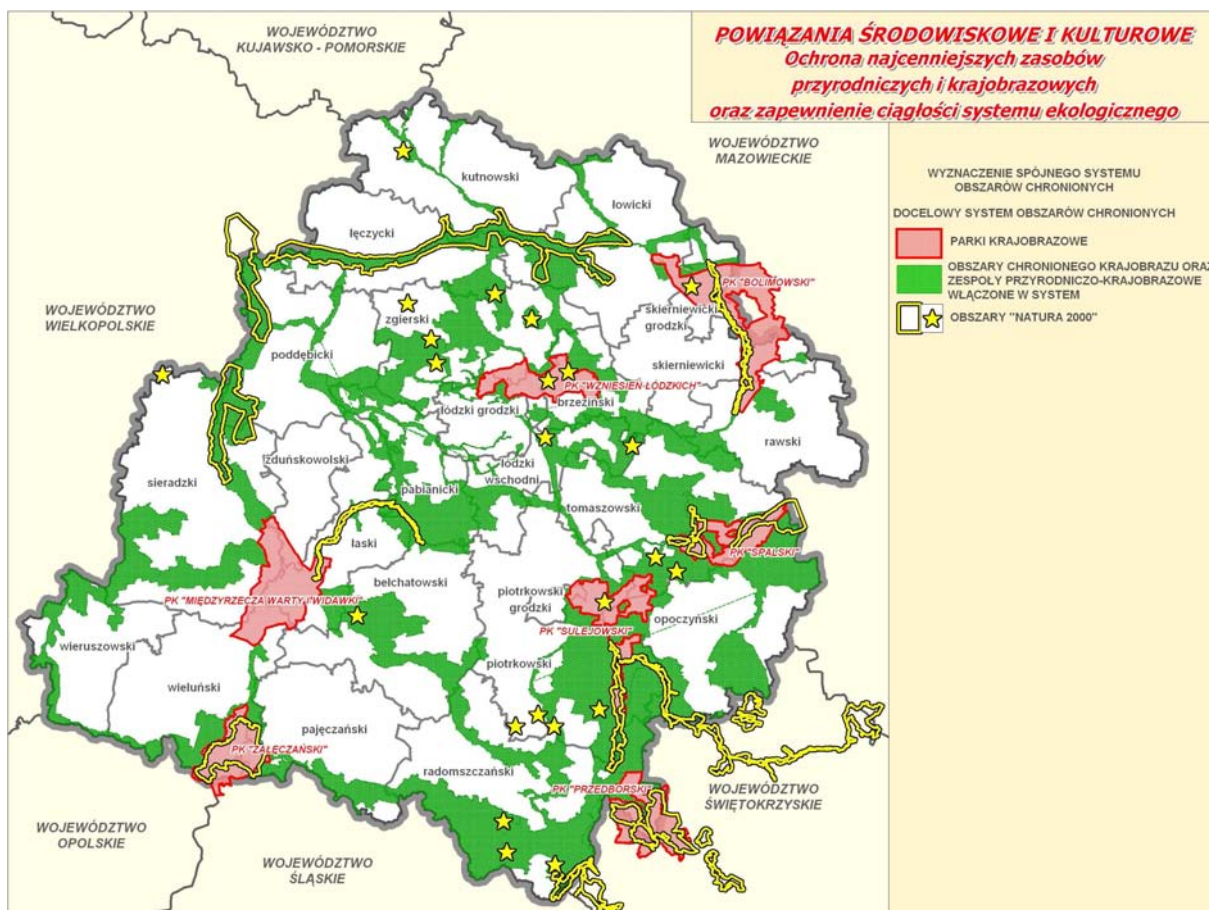 POWIĄZANIA ŚRODOWISKOWE I KULTUROWE
Ochrona najcenniejszych zasobów
przyrodniczych i krajobrazowych
oraz zapewnienie ciągłości systemu ekologicznego
WOJEWÓDZTWO
KUJAWSKO - POMORSKIE
WOJEWÓDZTWO
MAZOWIECKIE
WYZNACZENIE SPÓJNEGO SYSTEMU
OBSZARÓW CHRONIONYCH
DOCELOWY SYSTEM OBSZARÓW CHRONIONYCH
PARKI KRAJOBRAZOWE
OBSZARY CHRONIONEGO KRAJOBRAZU ORAZ
ZESPOŁY PRZYRODNICZO-KRAJOBRAZOWE
WŁĄCZONE W SYSTEM
OBSZARY "NATURA 2000"
kutnowski
łowicki
łęczycki
WOJEWÓDZTWO
WIELKOPOLSKIE
PK "BOLIMOWSKI"
skierniewicki
grodzki
zgierski
poddębicki
skierniewicki
PK "WZNIESIEŃ ŁÓDZKICH"
brzeziński
łódzki grodzki
rawski
zduńskowolski
łódzki
wschodni
sieradzki
pabianicki
tomaszowski
łaski
PK "SPALSKI"
bełchatowski
PK "MIĘDZYRZECZA WARTY I WIDAWKI"
piotrkowski
grodzki
opoczyński
PK "SULEJOWSKI"
wieruszowski
piotrkowski
wieluński
pajęczański
PK "ZAŁĘCZAŃSKI"
radomszczański
PK "PRZEDBORSKI"
WOJEWÓDZTWO
ŚWIĘTOKRZYSKIE
WOJEWÓDZTWO
OPOLSKIE
WOJEWÓDZTWO
ŚLĄSKIE